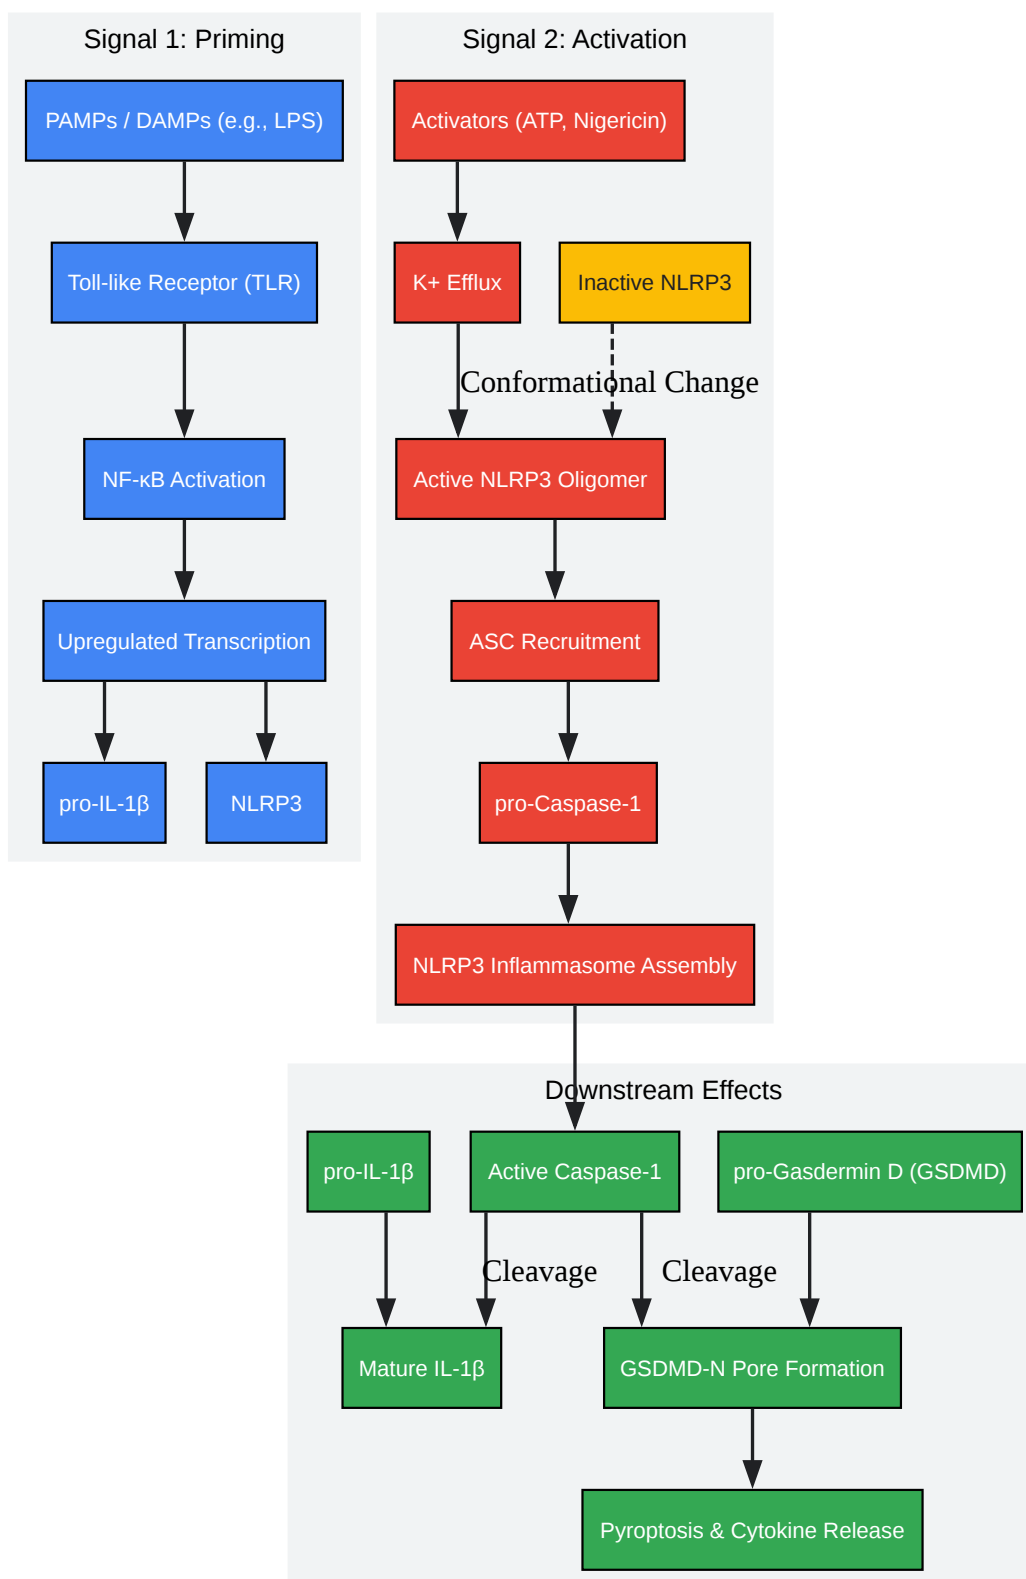 Signal 1: Priming
PAMPs / DAMPs (e.g., LPS)
Toll-like Receptor (TLR)
NF-κB Activation
Upregulated Transcription
pro-IL-1β
NLRP3
Signal 2: Activation
Activators (ATP, Nigericin)
K+ Efflux
Inactive NLRP3
Conformational Change
Active NLRP3 Oligomer
ASC Recruitment
pro-Caspase-1
NLRP3 Inflammasome Assembly
Downstream Effects
pro-IL-1β
Active Caspase-1
pro-Gasdermin D (GSDMD)
Cleavage
Cleavage
Mature IL-1β
GSDMD-N Pore Formation
Pyroptosis & Cytokine Release